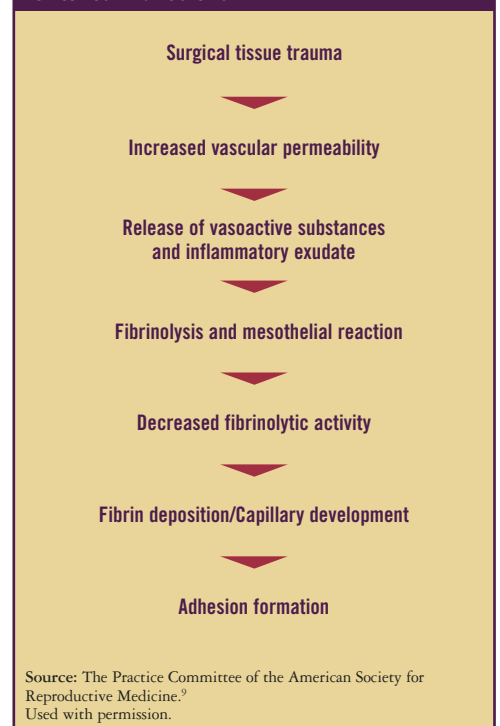 Surgical tissue trauma
Increased vascular permeability
Release of vasoactive substances
and inflammatory exudate
Fibrinolysis and mesothelial reaction
Decreased fibrinolytic activity
Fibrin deposition/Capillary development
Adhesion formation
Source: The Practice Committee of the American Society for
Reproductive Medicine.⁹
Used with permission.